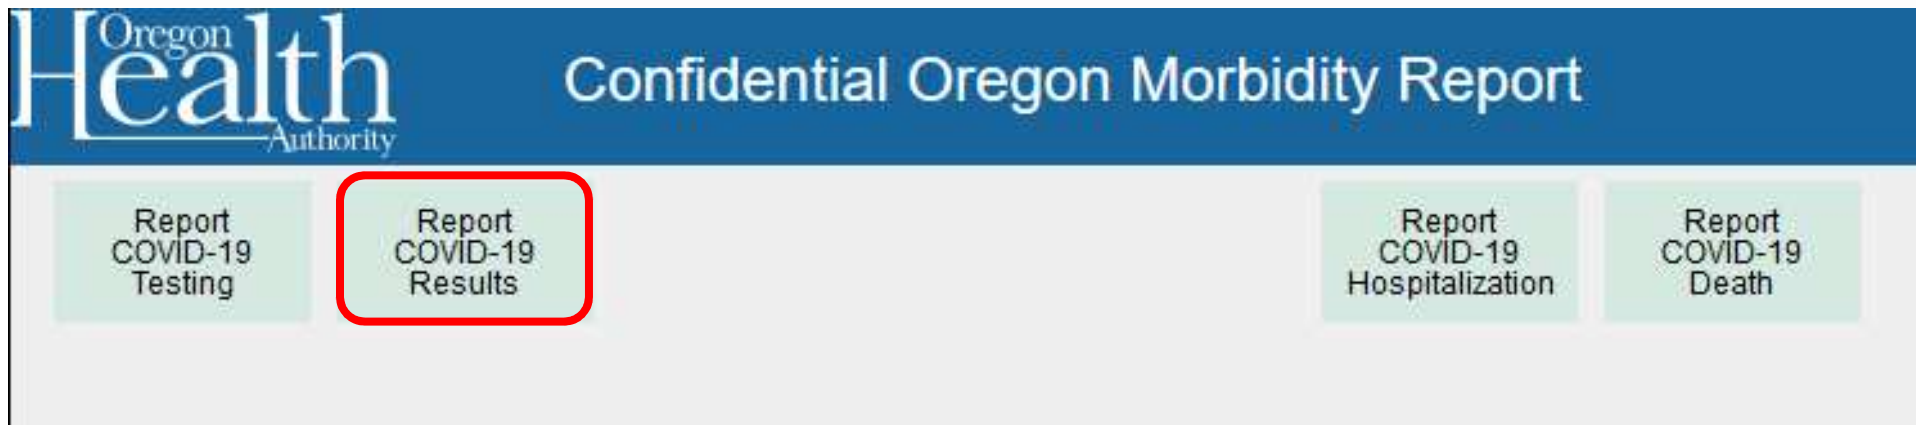 Oregon
Health
Authority
Confidential Oregon Morbidity Report
Report
COVID-19
Testing
Report
COVID-19
Results
Report
COVID-19
Hospitalization
Report
COVID-19
Death